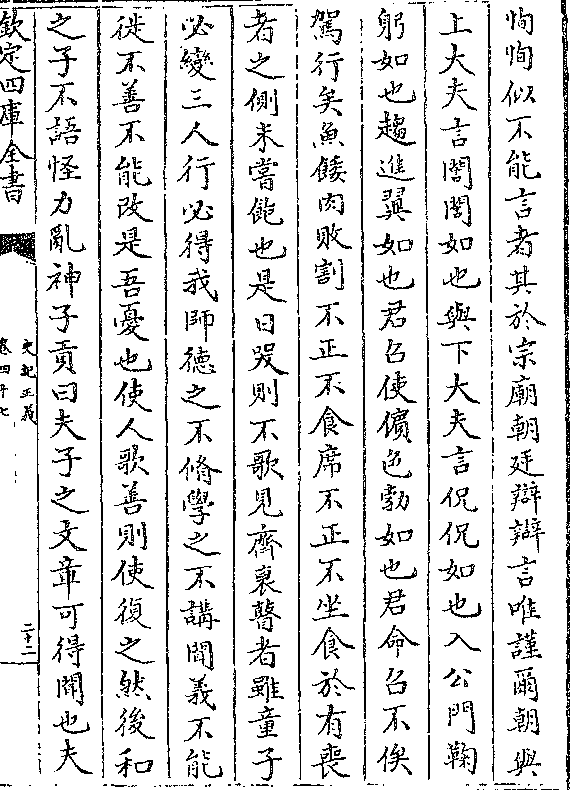 恂恂似不能言者其於宗廟朝廷辯辯言唯謹爾朝與
上大夫言誾誾如也與下大夫言侃侃如也入公門鞠
躬如也趨進翼如也君召使儐色勃如也君命召不俟
駕行矣魚餒肉敗割不正不食席不正不坐食於有喪
者之側未嘗飽也是日哭則不歌見齊衰瞽者雖童子
必變三人行必得我師德之不脩學之不講聞義不能
徙不善不能改是吾憂也使人歌善則使復之然後和
之子不語怪力亂神子貢曰夫子之文章可得聞也夫
欽定四庫全書
史記正義
卷四十七
二十二